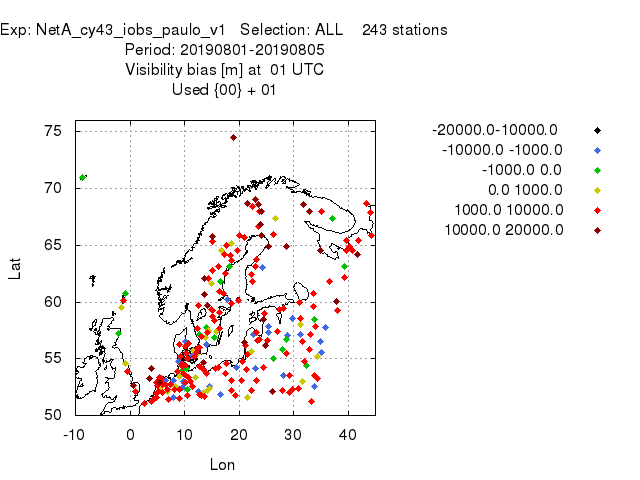 Exp: NetA_cy43_iobs_paulo_v1 Selection: ALL 243 stations
Period: 20190801-20190805
Visibility bias [m] at 01 UTC
Used {00} + 01
-20000.0-10000.0
-10000.0 -1000.0
-1000.0 0.0
0.0 1000.0
1000.0 10000.0
10000.0 20000.0
75
70
65
60
55
50
Lat
-10 0 10 20 30 40
Lon